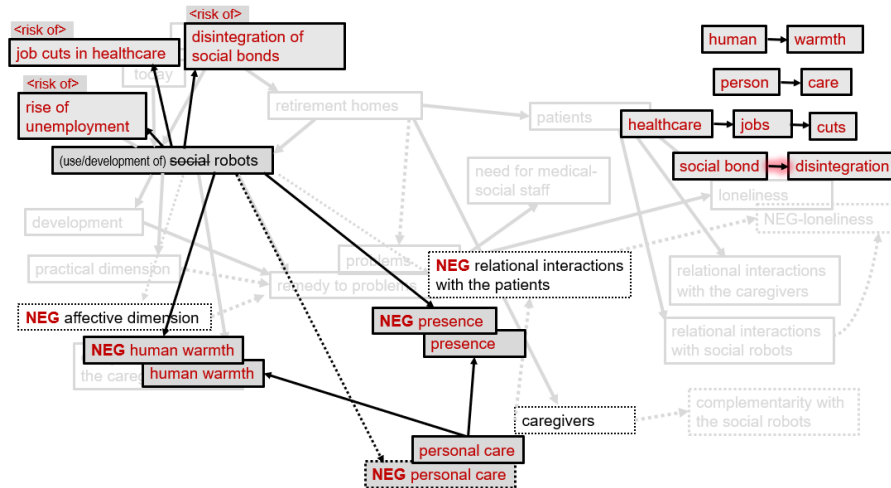 <risk of>
job cuts in healthcare
<risk of>
disintegration of
social bonds
today
<risk of>
rise of
unemployment
(use/development of) social robots
human
warmth
person
care
healthcare
jobs
cuts
social bond
disintegration
retirement homes
patients
need for medical-
social staff
loneliness
NEG-loneliness
development
practical dimension
problems
remedy to problems
NEG relational interactions
with the patients
relational interactions
with the caregivers
NEG affective dimension
NEG presence
presence
relational interactions
with social robots
NEG human warmth
human warmth
the careg
caregivers
complementarity with
the social robots
personal care
NEG personal care